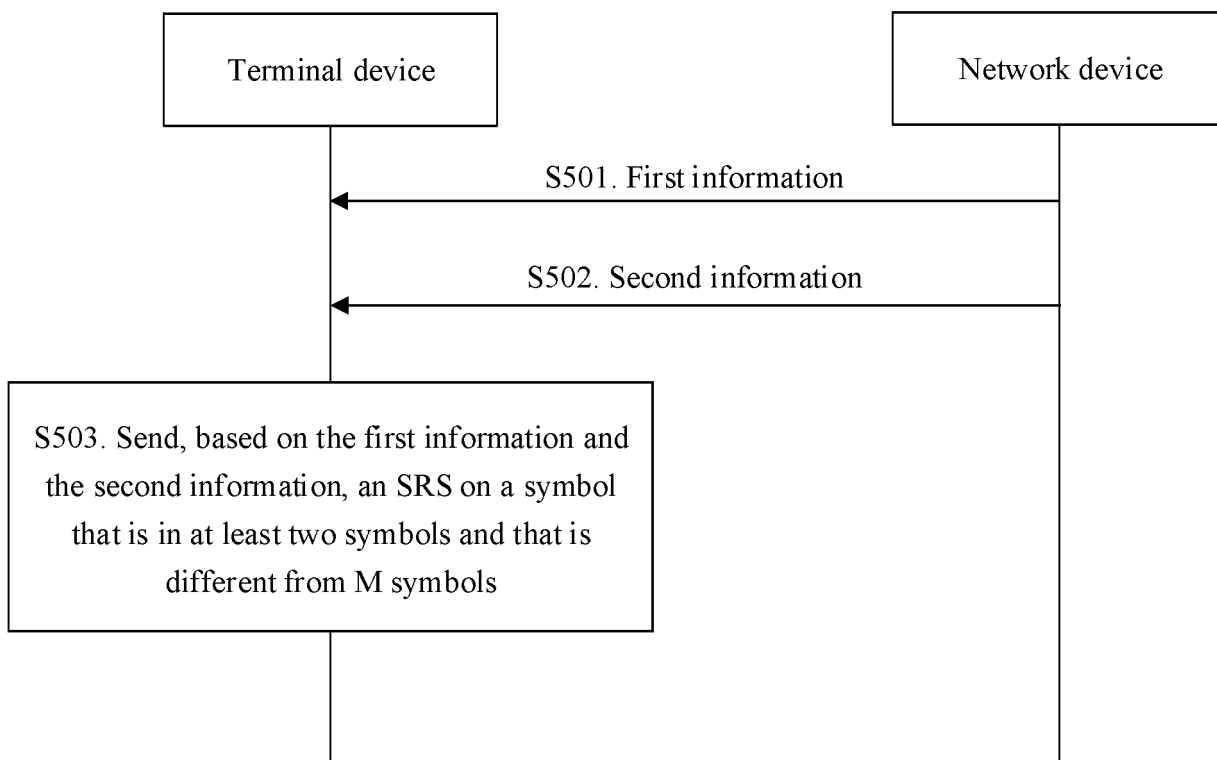 Terminal device
Network device
S501. First information
S502. Second information
S503. Send, based on the first information and
the second information, an SRS on a symbol
that is in at least two symbols and that is
different from M symbols